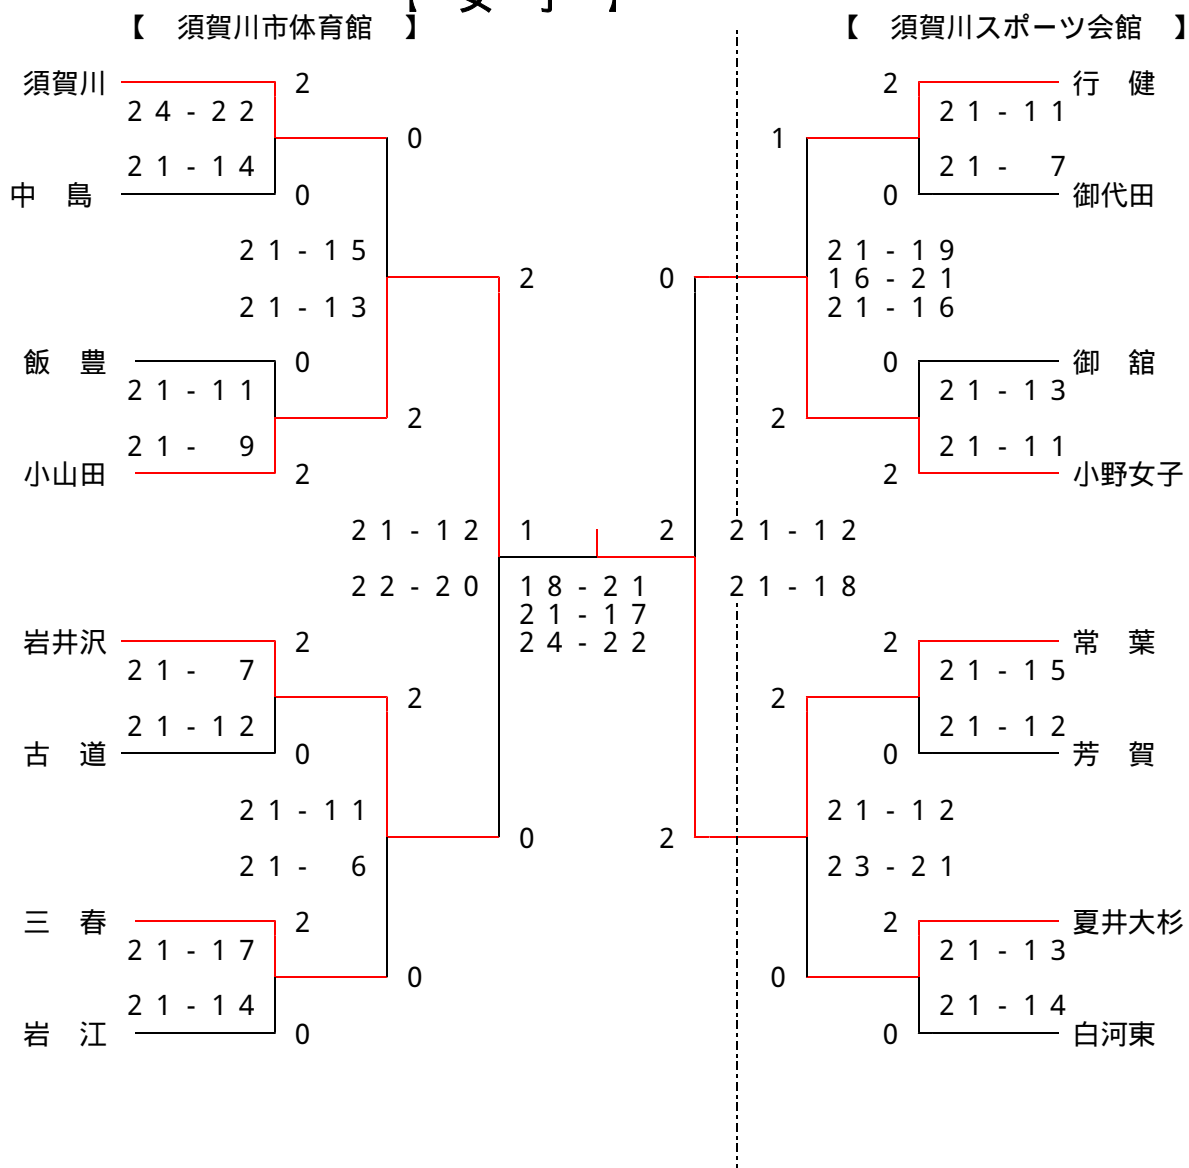 【　女　子　】
【　須賀川市体育館　】
【　須賀川スポーツ会館　】
須賀川 2 2 行　健
24-22 21-11
0 1
21-14 21-　7
中　島 0 0 御代田
21-15 21-19
2 0 16-21
21-13 21-16
飯　豊 0 0 御　舘
21-11 21-13
2 2
21-　9 21-11
小山田 2 2 小野女子
21-12 1 2 21-12
22-20 18-21 21-18
21-17
岩井沢 2 24-22 2 常　葉
21-　7 21-15
2 2
21-12 21-12
古　道 0 0 芳　賀
21-11 21-12
0 2
21-　6 23-21
三　春 2 2 夏井大杉
21-17 21-13
0 0
21-14 21-14
岩　江 0 0 白河東